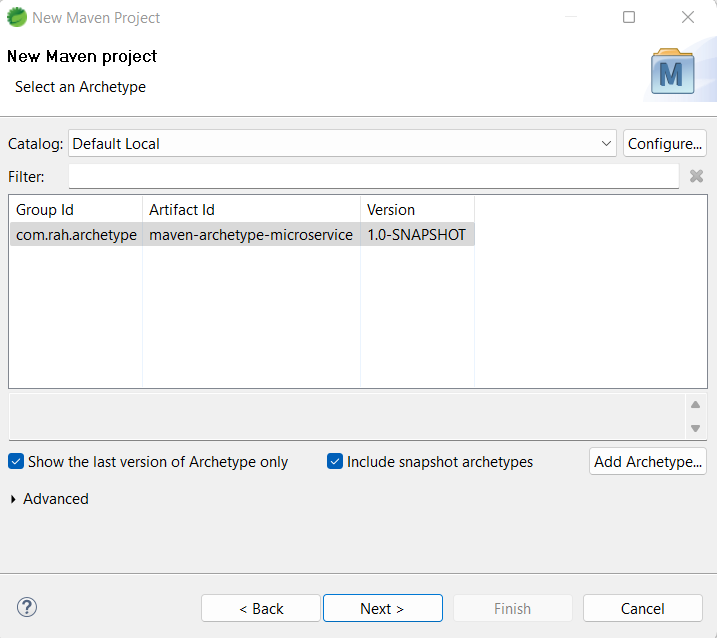 New Maven Project
New Maven project
Select an Archetype
M
Catalog: Default Local Configure...
Filter:
Group Id Artifact Id Version
com.rah.archetype maven-archetype-microservice 1.0-SNAPSHOT
Show the last version of Archetype only Include snapshot archetypes Add Archetype...
Advanced
? < Back Next > Finish Cancel